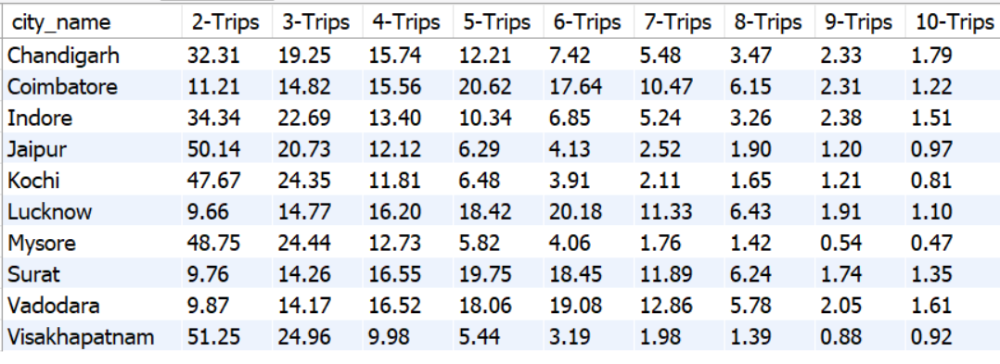 city_name 2-Trips 3-Trips 4-Trips 5-Trips 6-Trips 7-Trips 8-Trips 9-Trips 10-Trips
Chandigarh 32.31 19.25 15.74 12.21 7.42 5.48 3.47 2.33 1.79
Coimbatore 11.21 14.82 15.56 20.62 17.64 10.47 6.15 2.31 1.22
Indore 34.34 22.69 13.40 10.34 6.85 5.24 3.26 2.38 1.51
Jaipur 50.14 20.73 12.12 6.29 4.13 2.52 1.90 1.20 0.97
Kochi 47.67 24.35 11.81 6.48 3.91 2.11 1.65 1.21 0.81
Lucknow 9.66 14.77 16.20 18.42 20.18 11.33 6.43 1.91 1.10
Mysore 48.75 24.44 12.73 5.82 4.06 1.76 1.42 0.54 0.47
Surat 9.76 14.26 16.55 19.75 18.45 11.89 6.24 1.74 1.35
Vadodara 9.87 14.17 16.52 18.06 19.08 12.86 5.78 2.05 1.61
Visakhapatnam 51.25 24.96 9.98 5.44 3.19 1.98 1.39 0.88 0.92